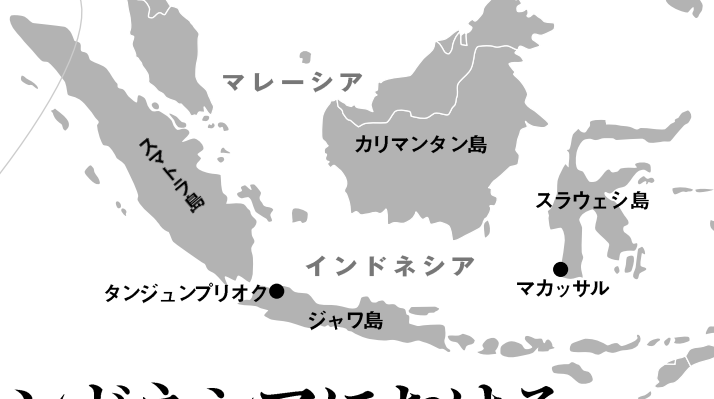 マレーシア
カリマンタン島
スマトラ島
スラウェシ島
インドネシア
タンジュンプリオク
マカッサル
ジャワ島